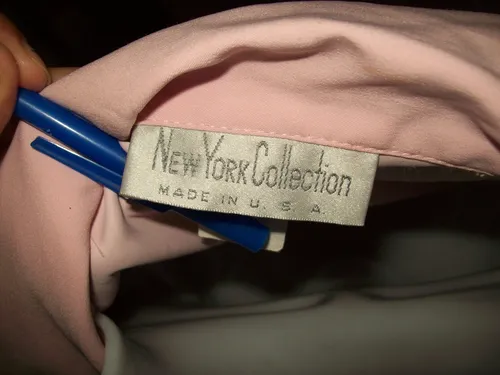 New York Collection
MADE IN U. S. A.